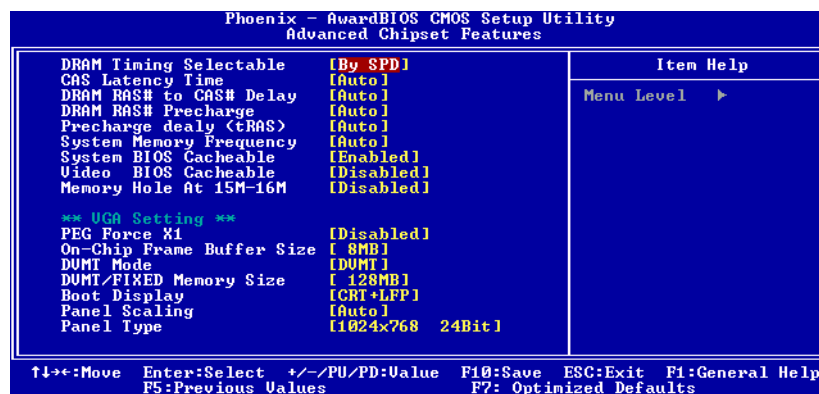 Phoenix - AwardBIOS CMOS Setup Utility
Advanced Chipset Features
DRAM Timing Selectable [By SPD]
CAS Latency Time [Auto]
DRAM RAS# to CAS# Delay [Auto]
DRAM RAS# Precharge [Auto]
Precharge dealy (tRAS) [Auto]
System Memory Frequency [Auto]
System BIOS Cacheable [Enabled]
Video BIOS Cacheable [Disabled]
Memory Hole At 15M-16M [Disabled]
** VGA Setting **
PEG Force X1 [Disabled]
On-Chip Frame Buffer Size [ 8MB]
DVMT Mode [DVMT]
DVMT/FIXED Memory Size [ 128MB]
Boot Display [CRT+LFP]
Panel Scaling [Auto]
Panel Type [1024x768 24Bit]
Item Help
Menu Level ►
↑↓→←:Move Enter:Select +/-/PU/PD:Value F10:Save ESC:Exit F1:General Help
F5:Previous Values F7: Optimized Defaults